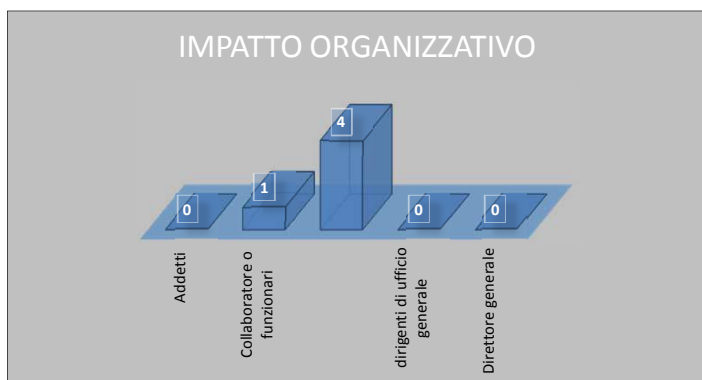 IMPATTO ORGANIZZATIVO
4
1
0
0
0
Addetti
Collaboratore o
funzionari
dirigenti di ufficio
generale
Direttore generale